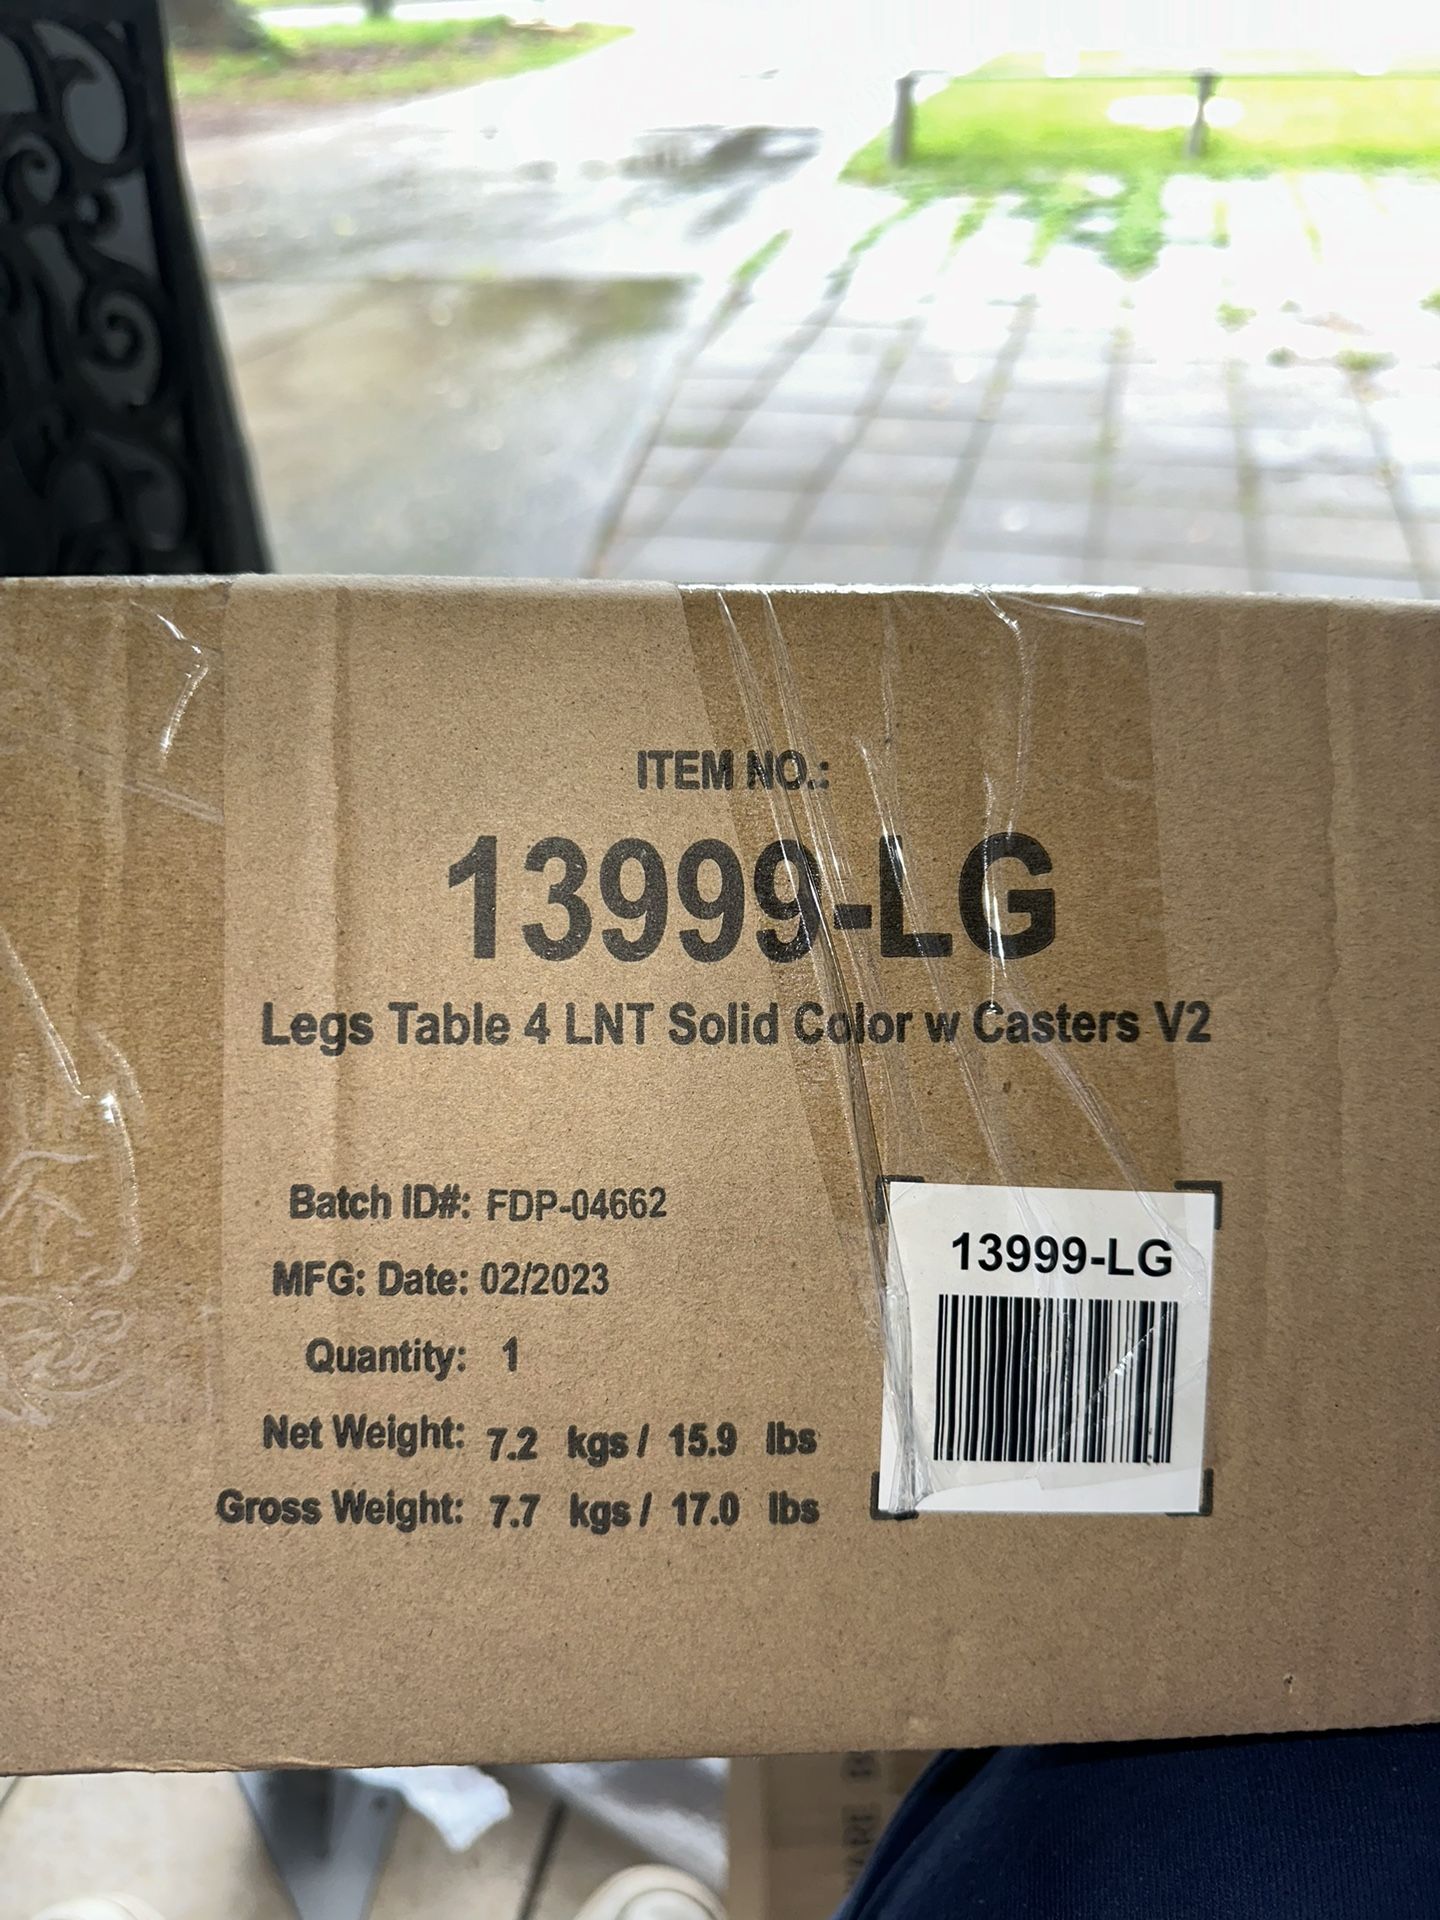 ITEM NO.:
13999-LG
Legs Table 4 LNT Solid Color w Casters V2
Batch ID#: FDP-04662
MFG: Date: 02/2023
Quantity: 1
Net Weight: 7.2 kgs / 15.9 lbs
Gross Weight: 7.7 kgs / 17.0 lbs
13999-LG